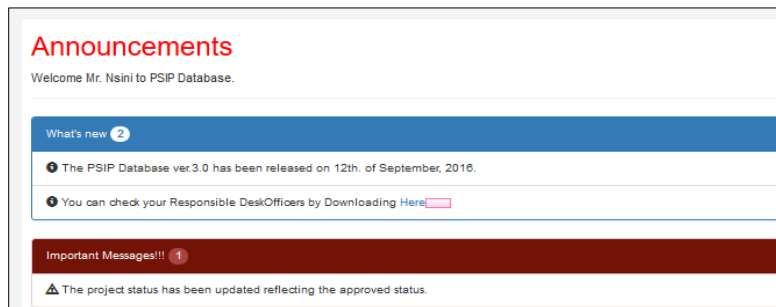 Announcements
Welcome Mr. Nsini to PSIP Database.
What's new 2
The PSIP Database ver.3.0 has been released on 12th. of September, 2016.
You can check your Responsible DeskOfficers by Downloading Here
Important Messages!!! 1
The project status has been updated reflecting the approved status.